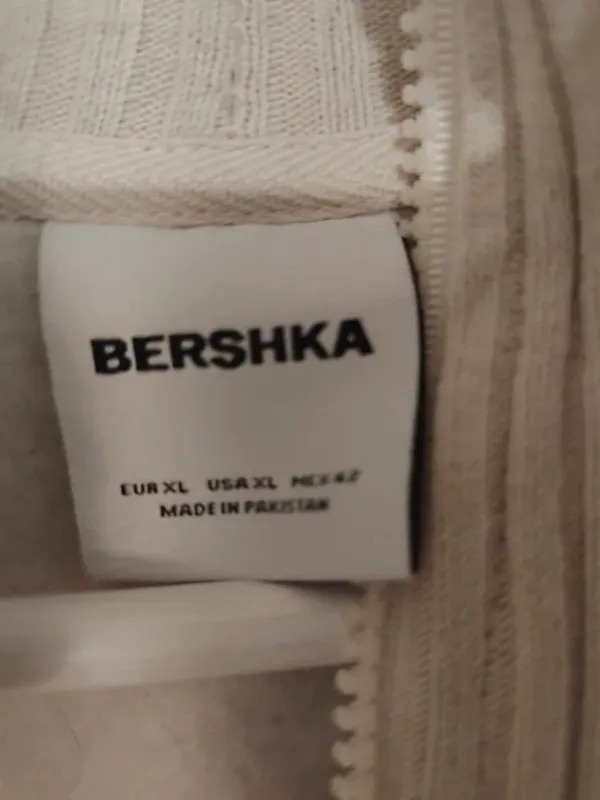 BERSHKA
EUR XL USA XL MEX 42
MADE IN PAKISTAN